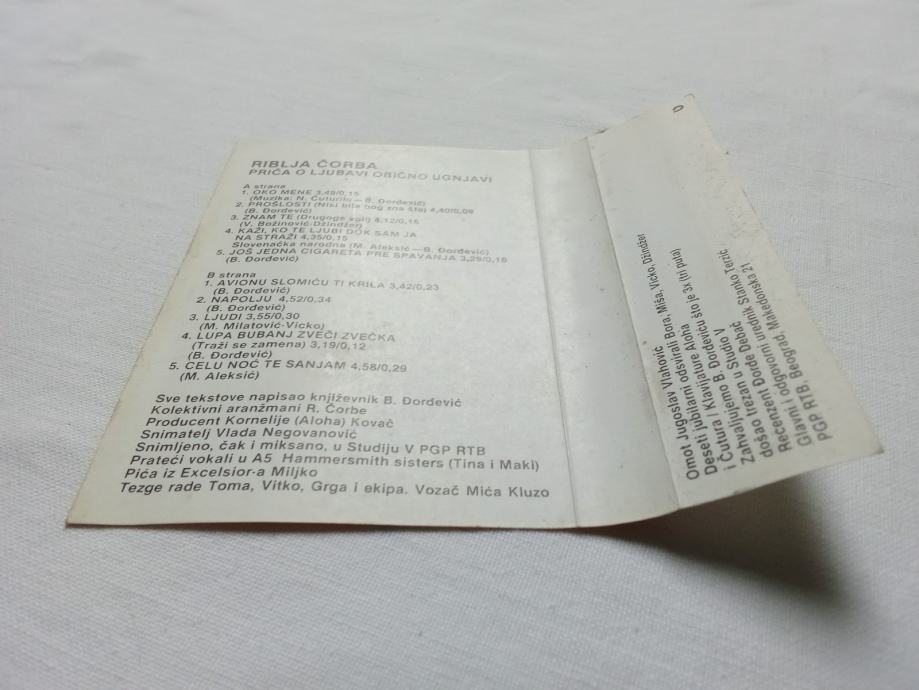 RIBLJA ČORBA
PRIČA O LJUBAVI OBIČNO UGNJAVI
A strana
1. OKO MENE 3,49/0,15
(Muzika: N. Čuturilo — B. Đorđević)
2. PROŠLOSTI (Nisi bila bog zna šta) 4,40/0,09
(B. Đorđević)
3. ZNAM TE (Drugoga voli) 4,12/0,15
(V. Božinović-Džindžer)
4. KAŽI, KO TE LJUBI DOK SAM JA
NA STRAŽI 4,35/0,15
Slovenačka narodna (M. Aleksić — B. Đorđević)
5. JOŠ JEDNA CIGARETA PRE SPAVANJA 3,29/0,16
(B. Đorđević)
B strana
1. AVIONU SLOMIĆU TI KRILA 3,42/0,23
(B. Đorđević)
2. NAPOLJU 4,52/0,34
(B. Đorđević)
3. LJUDI 3,55/0,30
(M. Milatović-Vicko)
4. LUPA BUBANJ ZVEČI ZVEČKA
(Traži se zamena) 3,19/0,12
(B. Đorđević)
5. CELU NOĆ TE SANJAM 4,58/0,29
(M. Aleksić)
Sve tekstove napisao književnik B. Đorđević
Kolektivni aranžmani R. Čorbe
Producent Kornelije (Aloha) Kovač
Snimatelj Vlada Negovanović
Snimljeno, čak i miksano, u Studiju V PGP RTB
Prateći vokali u A5 Hammersmith sisters (Tina i Maki)
Pića iz Excelsior-a Miljko
Tezge rade Toma, Vitko, Grga i ekipa. Vozač Mića Kluzo
Omot Jugoslav Vlahović
Deseti jubilarni odsvirali Bora, Miša, Vicko, Džindžer
i Čutura / Klavijature Aloha
Zahvaljujemo B. Đorđeviću što je 3x (tri puta)
došao trezan u Studio V
Recenzent Đorđe Debač
Glavni i odgovorni urednik Stanko Terzić
PGP RTB, Beograd, Makedonska 21